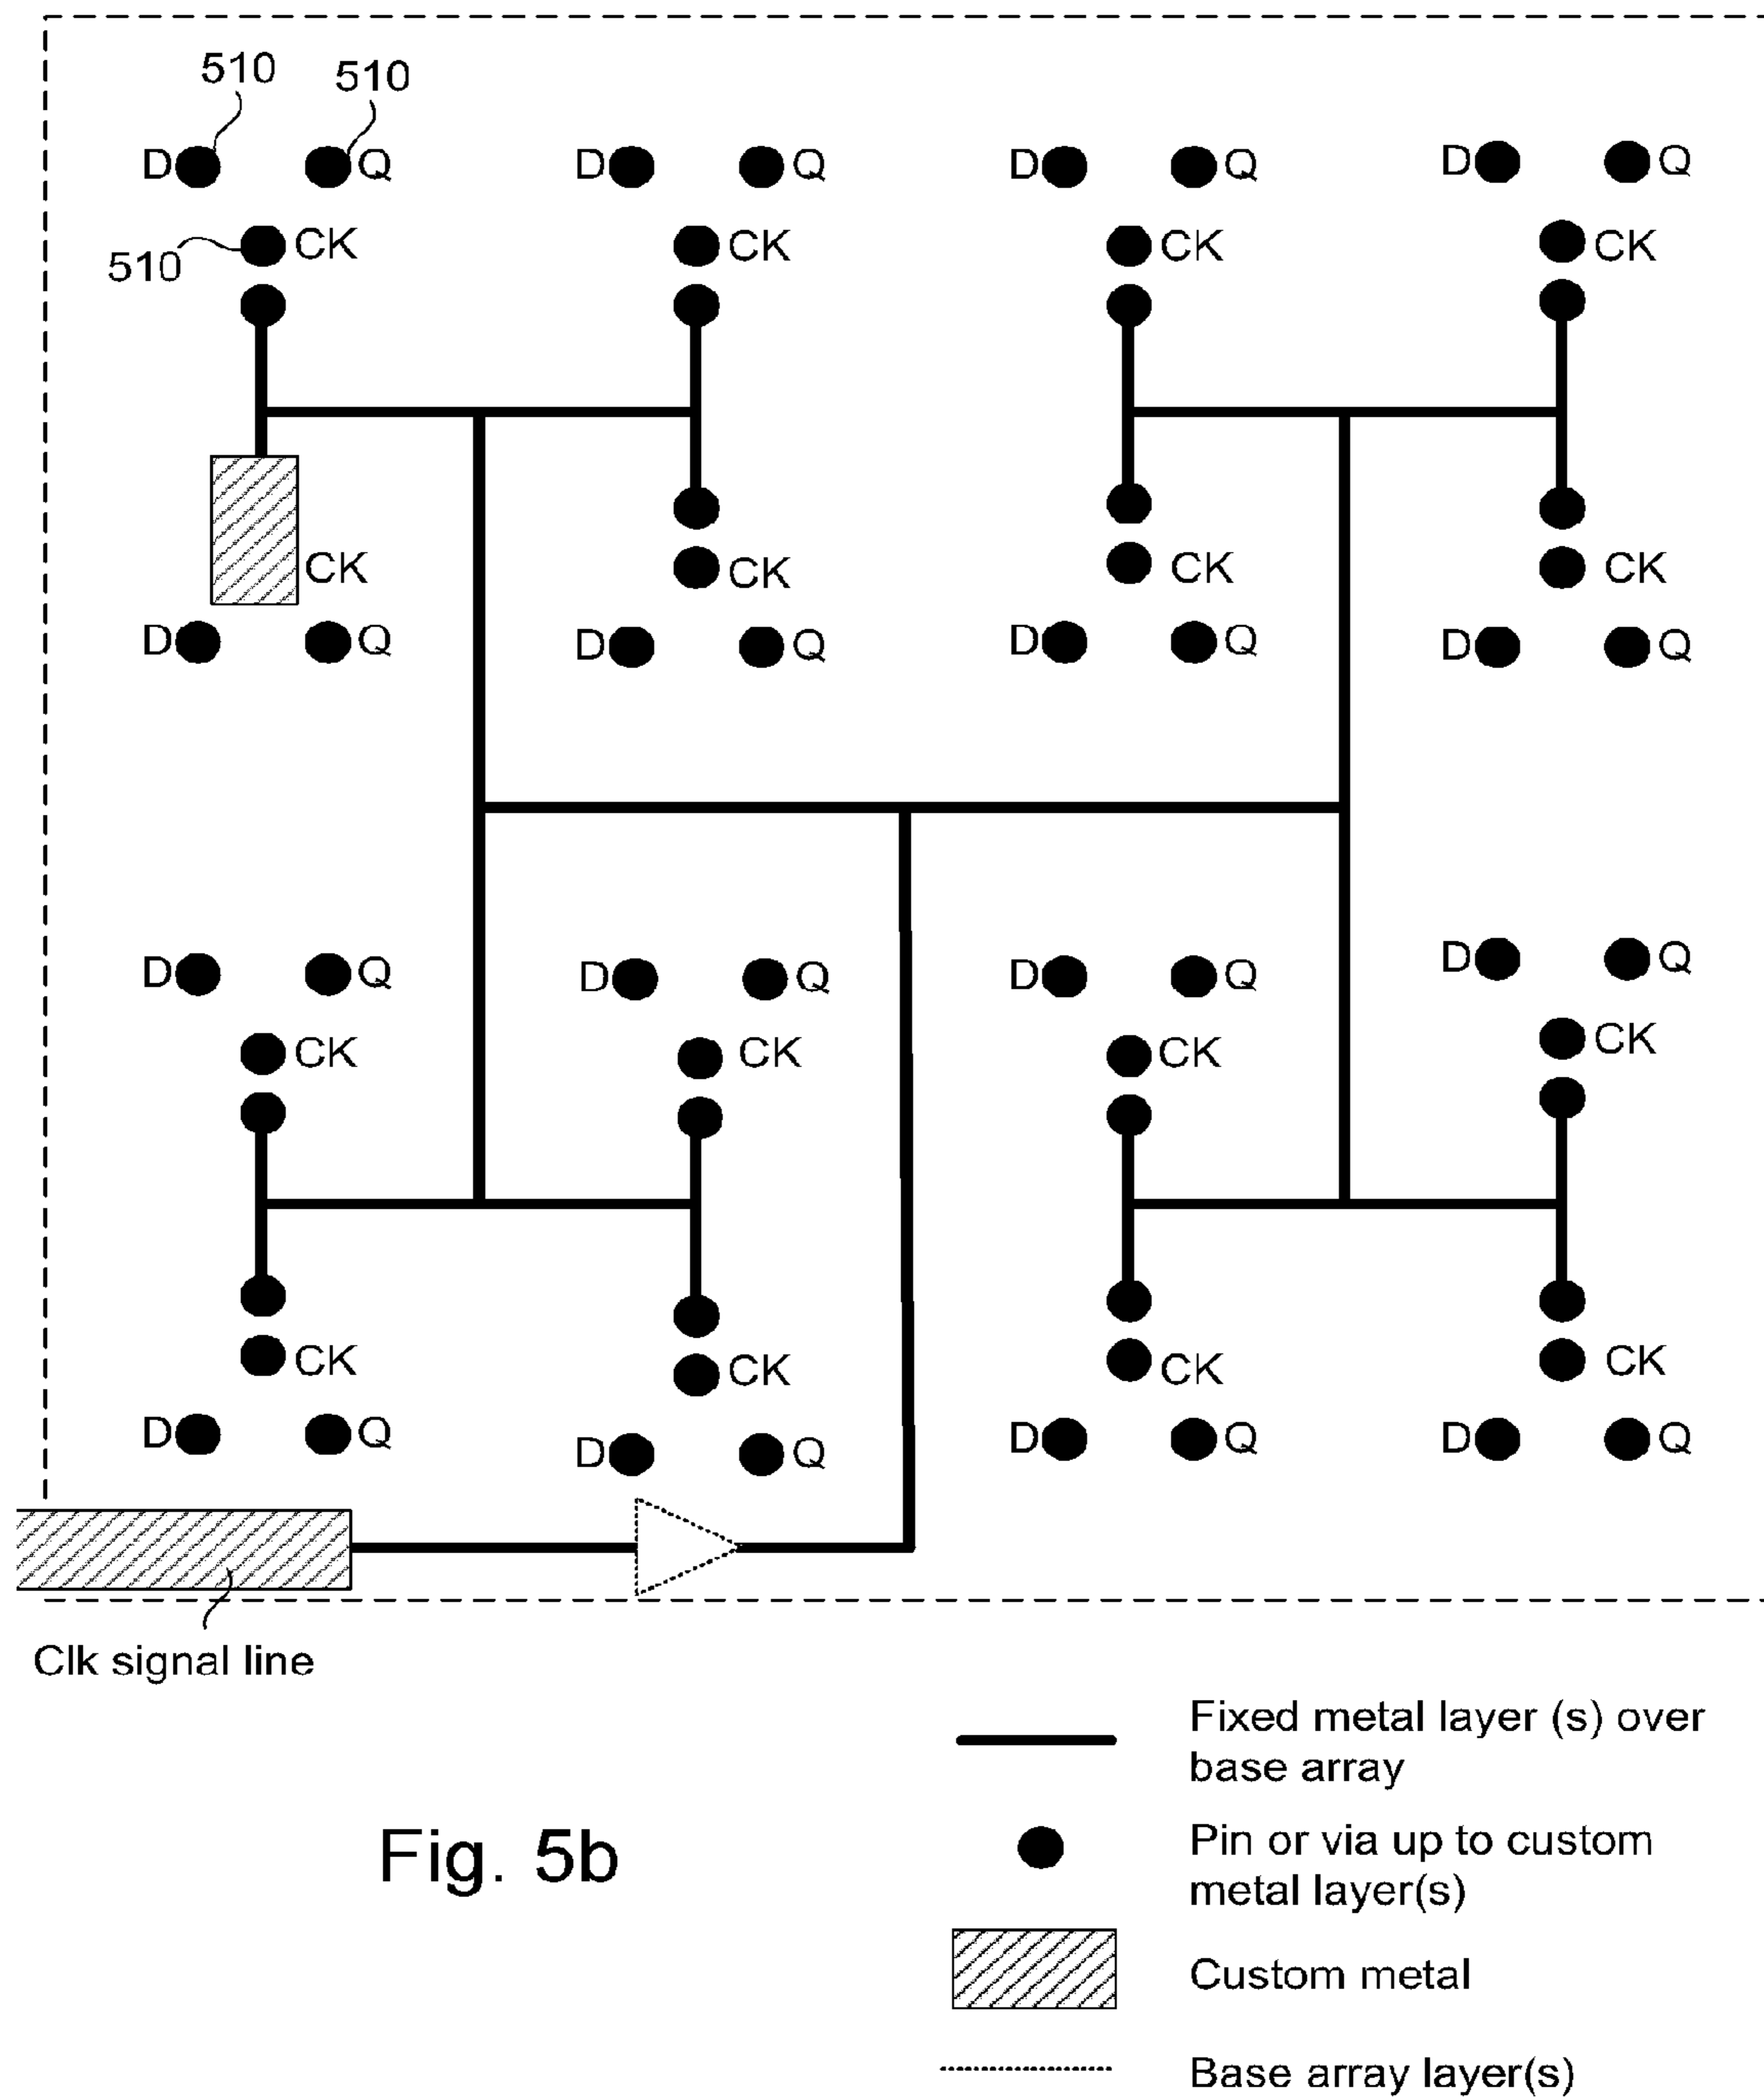 510 510
D Q D Q D Q D Q
510 CK CK CK CK
CK CK CK CK
D Q D Q D Q D Q
D Q D Q D Q D Q
CK CK CK CK
CK CK CK CK
D Q D Q D Q D Q
Clk signal line
Fixed metal layer (s) over
base array
Pin or via up to custom
metal layer(s)
Custom metal
Base array layer(s)
Fig. 5b